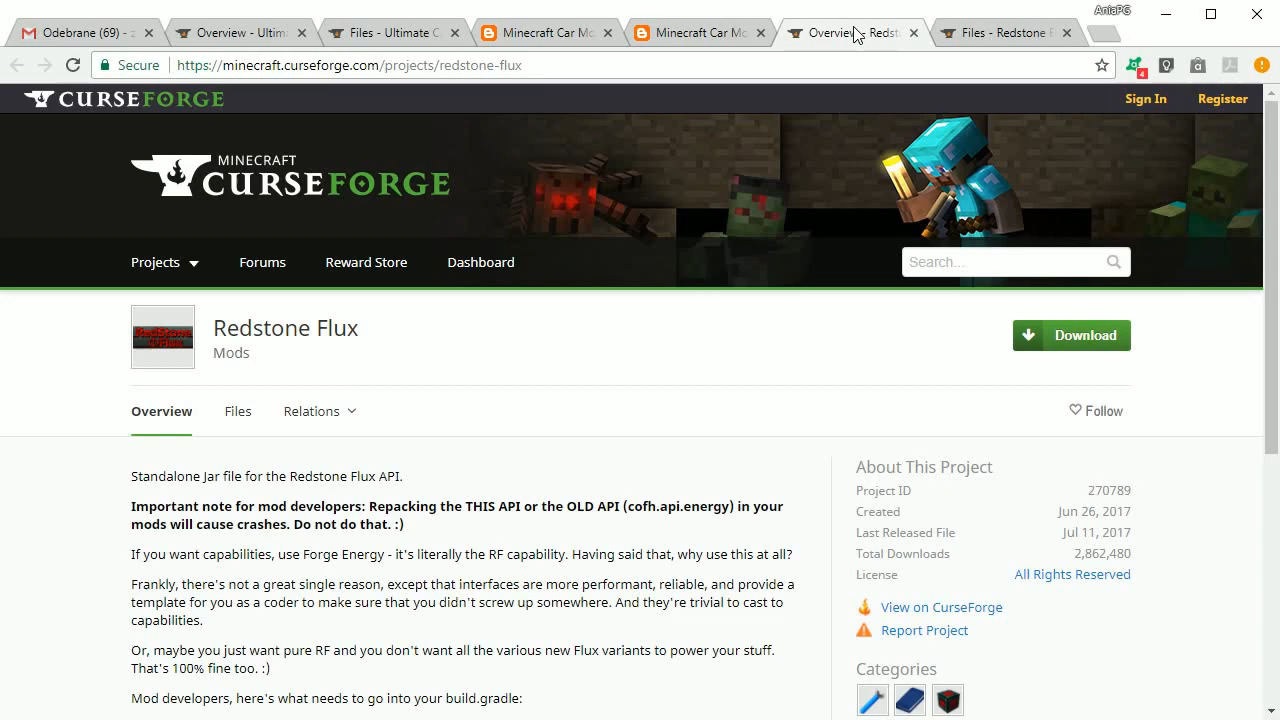 AniaPG
Odebrane (69) - z
Overview - Ultim
Files - Ultimate C
Minecraft Car Mo
Minecraft Car Mo
Overview - Redst
Files - Redstone F
Secure https://minecraft.curseforge.com/projects/redstone-flux
4
CURSEFORGE
Sign In Register
MINECRAFT
CURSEFORGE
Projects Forums Reward Store Dashboard Search...
RedStone
Flux
Redstone Flux
Mods
Download
Overview Files Relations Follow
Standalone Jar file for the Redstone Flux API.
Important note for mod developers: Repacking the THIS API or the OLD API (cofh.api.energy) in your
mods will cause crashes. Do not do that. :)
If you want capabilities, use Forge Energy - it's literally the RF capability. Having said that, why use this at all?
Frankly, there's not a great single reason, except that interfaces are more performant, reliable, and provide a
template for you as a coder to make sure that you didn't screw up somewhere. And they're trivial to cast to
capabilities.
Or, maybe you just want pure RF and you don't want all the various new Flux variants to power your stuff.
That's 100% fine too. :)
Mod developers, here's what needs to go into your build.gradle:
About This Project
Project ID 270789
Created Jun 26, 2017
Last Released File Jul 11, 2017
Total Downloads 2,862,480
License All Rights Reserved
View on CurseForge
Report Project
Categories